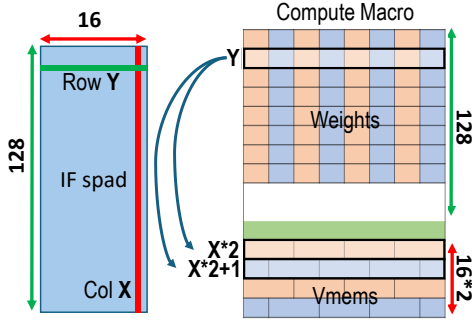 Compute Macro
16
Y
Row Y
128
Weights
128
IF spad
X*2
X*2+1
Col X
Vmems
16*2